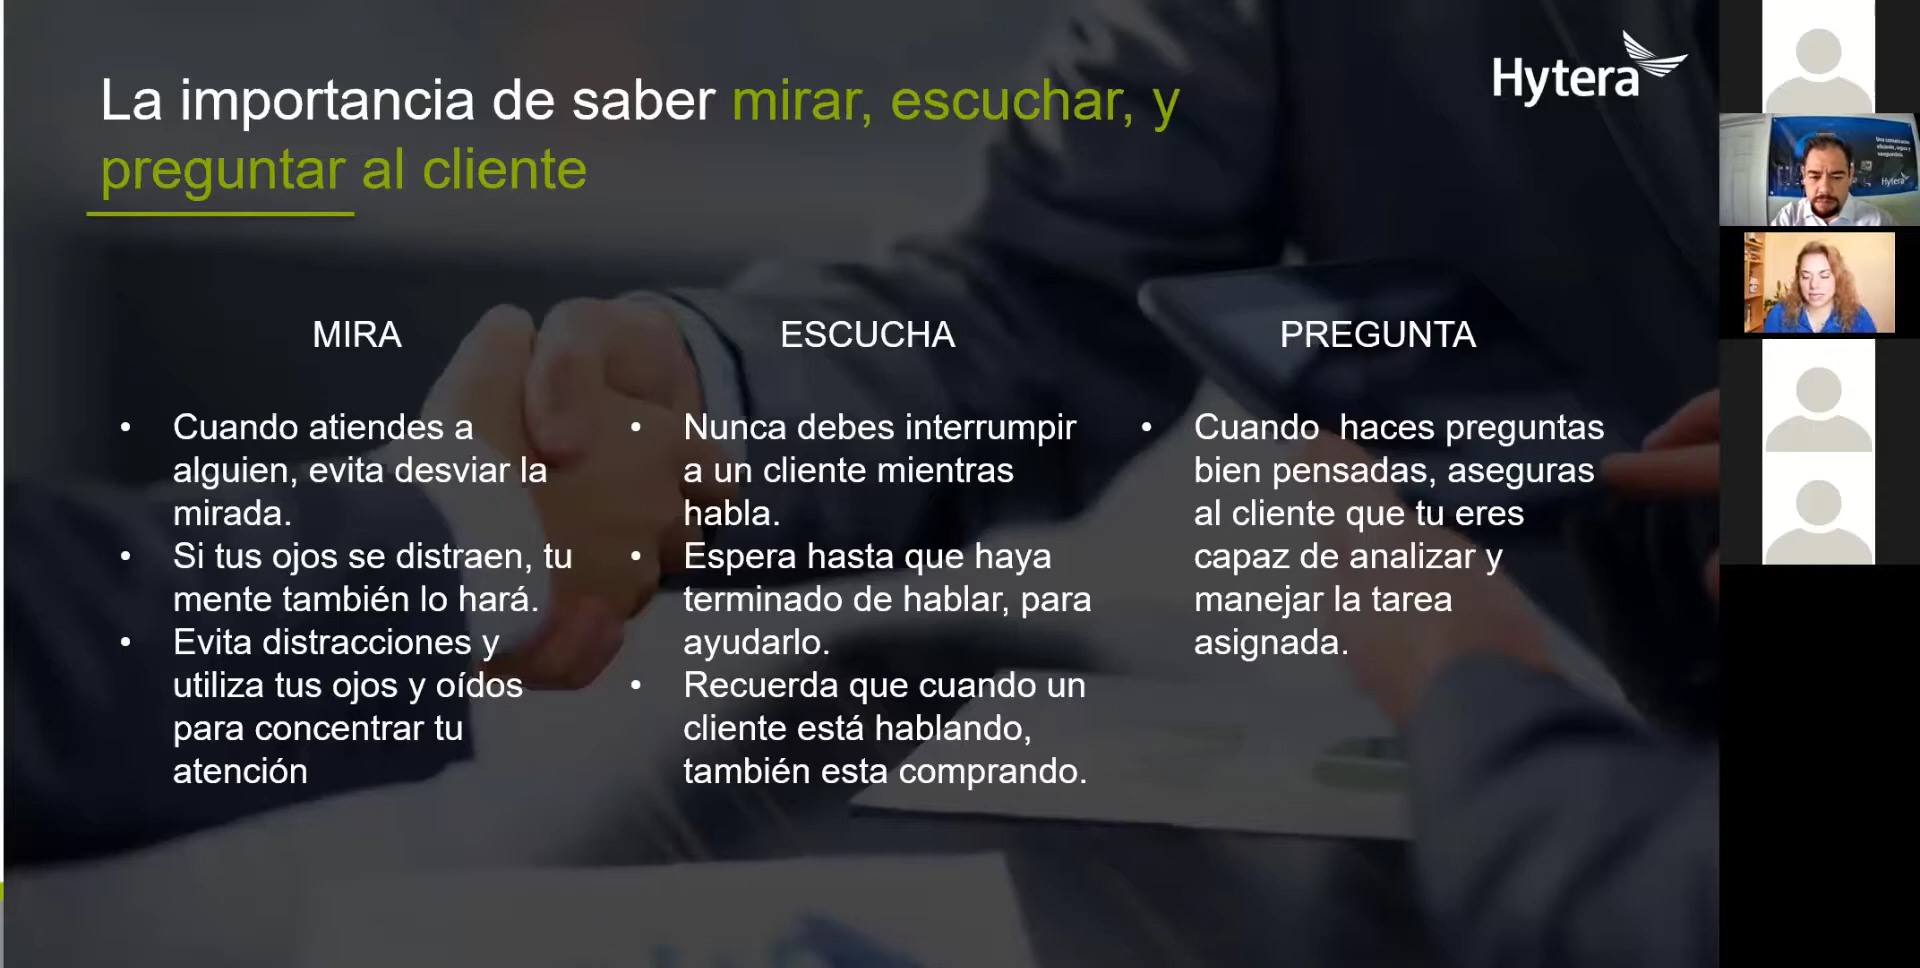 La importancia de saber mirar, escuchar, y
preguntar al cliente
Hytera
MIRA
• Cuando atiendes a
alguien, evita desviar la
mirada.
• Si tus ojos se distraen, tu
mente también lo hará.
• Evita distracciones y
utiliza tus ojos y oídos
para concentrar tu
atención
ESCUCHA
• Nunca debes interrumpir
a un cliente mientras
habla.
• Espera hasta que haya
terminado de hablar, para
ayudarlo.
• Recuerda que cuando un
cliente está hablando,
también esta comprando.
PREGUNTA
• Cuando  haces preguntas
bien pensadas, aseguras
al cliente que tu eres
capaz de analizar y
manejar la tarea
asignada.
Hytera